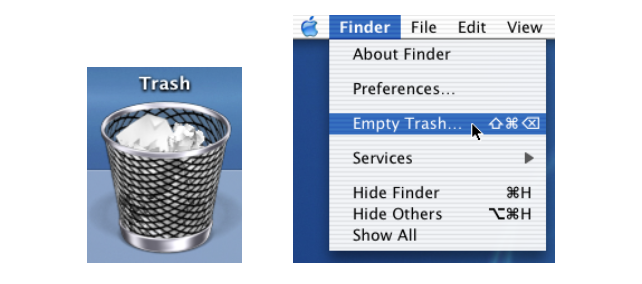 Trash
Finder File Edit View
About Finder
Preferences...
Empty Trash... ⇧⌘⌫
Services ▶
Hide Finder ⌘H
Hide Others ⌥⌘H
Show All